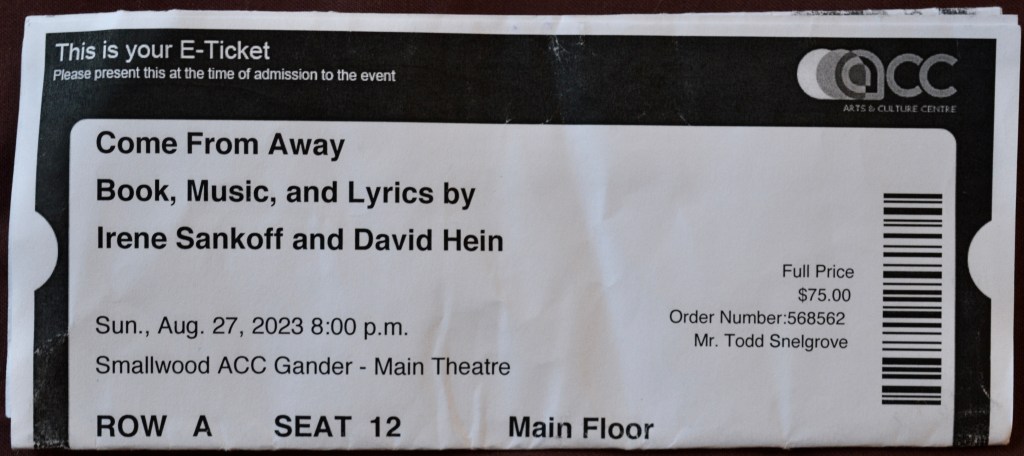 This is your E-Ticket
Please present this at the time of admission to the event
acc
ARTS & CULTURE CENTRE
Come From Away
Book, Music, and Lyrics by
Irene Sankoff and David Hein
Full Price
$75.00
Order Number:568562
Mr. Todd Snelgrove
Sun., Aug. 27, 2023 8:00 p.m.
Smallwood ACC Gander - Main Theatre
ROW A SEAT 12 Main Floor